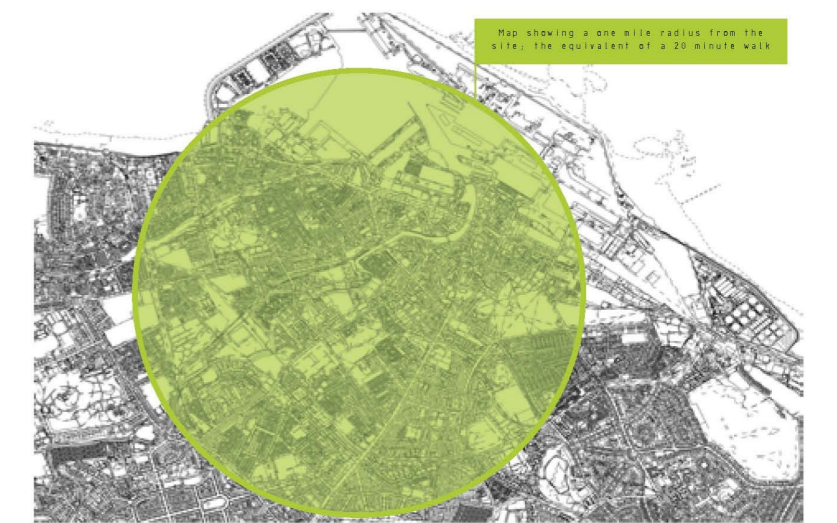 Map showing a one mile radius from the
site; the equivalent of a 20 minute walk